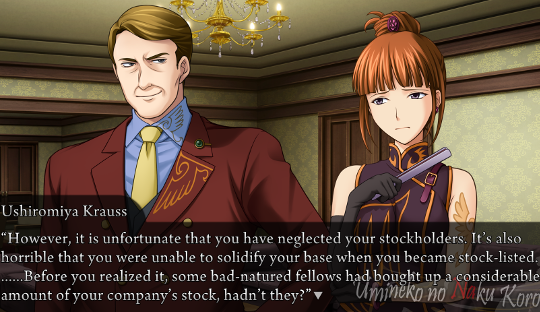 Ushiromiya Krauss
“However, it is unfortunate that you have neglected your stockholders. It’s also
horrible that you were unable to solidify your base when you became stock-listed.
......Before you realized it, some bad-natured fellows had bought up a considerable
amount of your company’s stock, hadn’t they?”
Umineko no Naku Koro